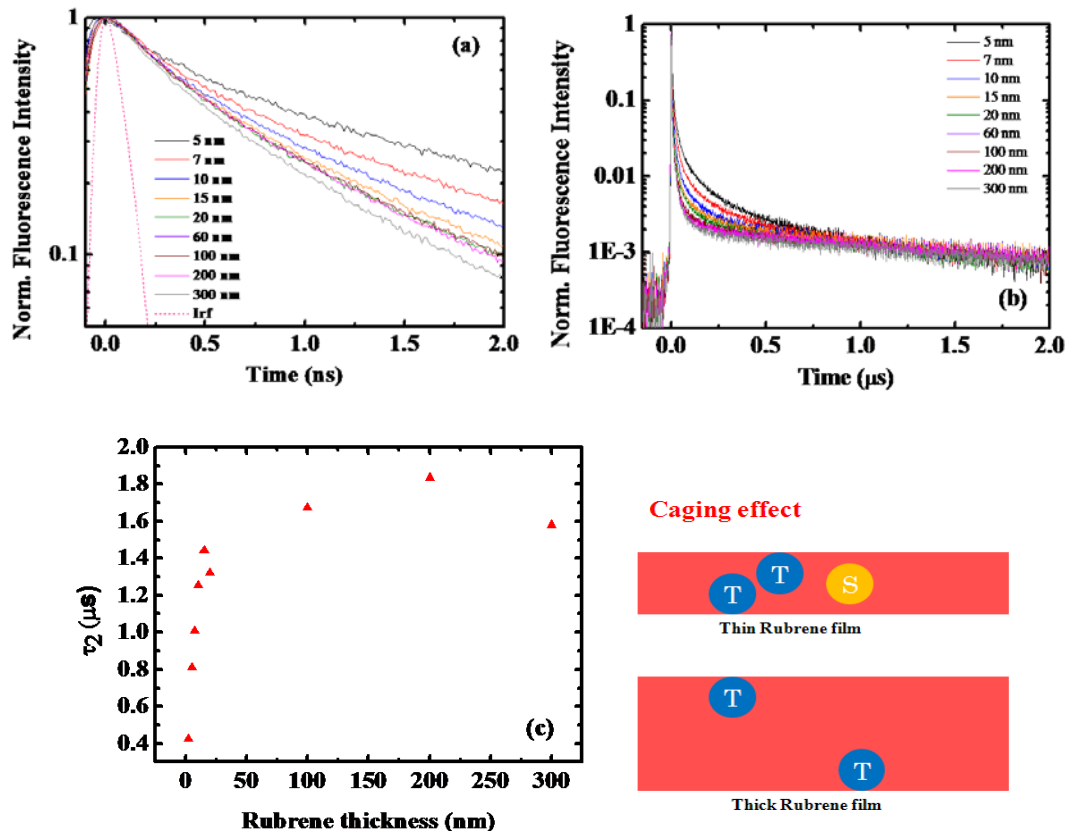 Norm. Fluorescence Intensity
1
0.1
(a)
5 nm
7 nm
10 nm
15 nm
20 nm
60 nm
100 nm
200 nm
300 nm
Irf
0.0
0.5
1.0
1.5
2.0
Time (ns)
Norm. Fluorescence Intensity
1
0.1
0.01
1E-3
1E-4
5 nm
7 nm
10 nm
15 nm
20 nm
60 nm
100 nm
200 nm
300 nm
(b)
0.0
0.5
1.0
1.5
2.0
Time (μs)
τ2 (μs)
2.0
1.8
1.6
1.4
1.2
1.0
0.8
0.6
0.4
(c)
0
50
100
150
200
250
300
Rubrene thickness (nm)
Caging effect
T
T
S
Thin Rubrene film
T
T
Thick Rubrene film